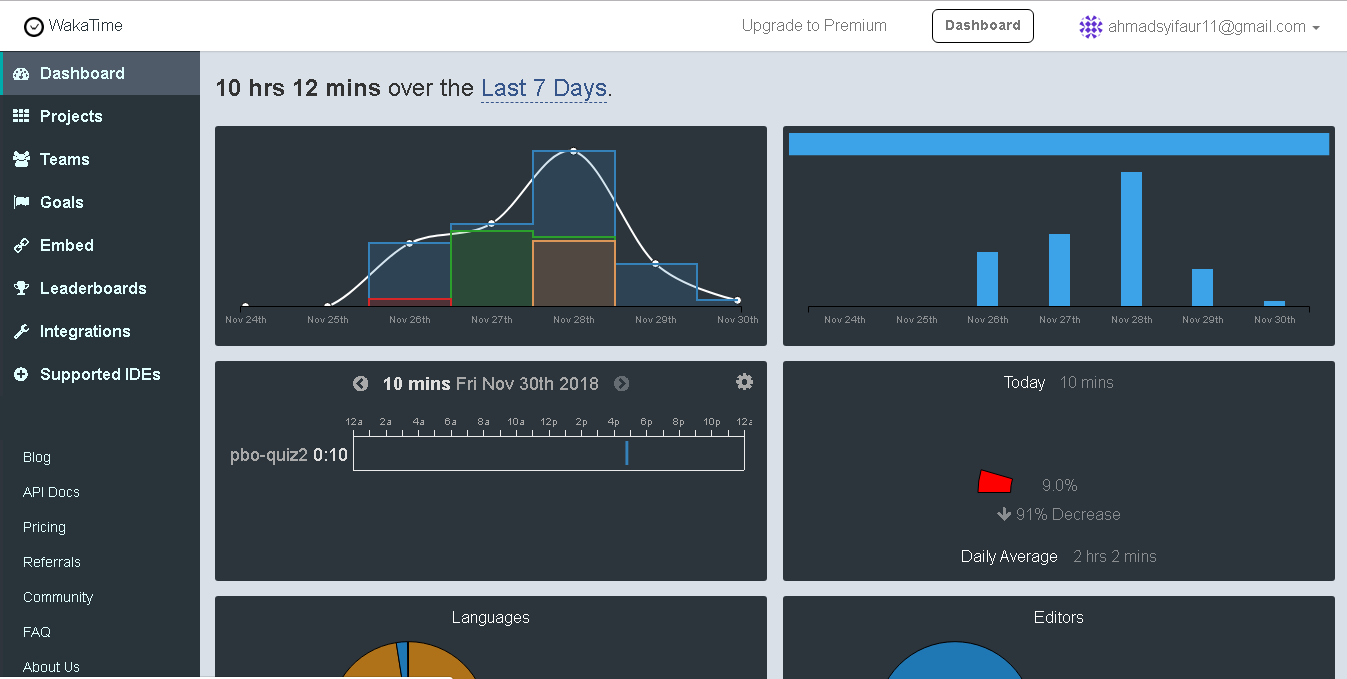 WakaTime
Upgrade to Premium
Dashboard
ahmadsyifaur11@gmail.com
Dashboard
Projects
Teams
Goals
Embed
Leaderboards
Integrations
Supported IDEs
Blog
API Docs
Pricing
Referrals
Community
FAQ
About Us
10 hrs 12 mins over the Last 7 Days.
Nov 24th Nov 25th Nov 26th Nov 27th Nov 28th Nov 29th Nov 30th
Nov 24th Nov 25th Nov 26th Nov 27th Nov 28th Nov 29th Nov 30th
10 mins Fri Nov 30th 2018
12a 2a 4a 6a 8a 10a 12p 2p 4p 6p 8p 10p 12a
pbo-quiz2 0:10
Today 10 mins
9.0%
91% Decrease
Daily Average 2 hrs 2 mins
Languages
Editors